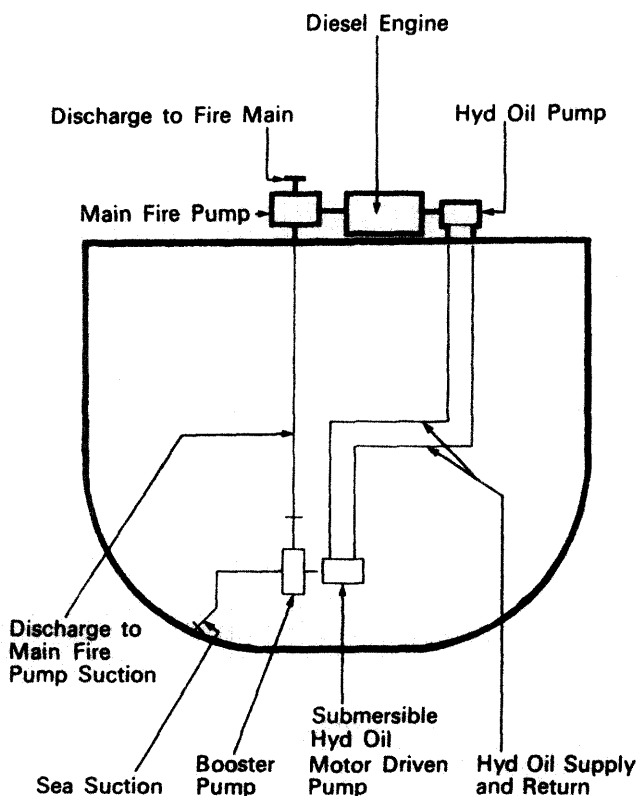 Diesel Engine
Discharge to Fire Main
Hyd Oil Pump
Main Fire Pump
Discharge to
Main Fire
Pump Suction
Sea Suction
Booster
Pump
Submersible
Hyd Oil
Motor Driven
Pump
Hyd Oil Supply
and Return